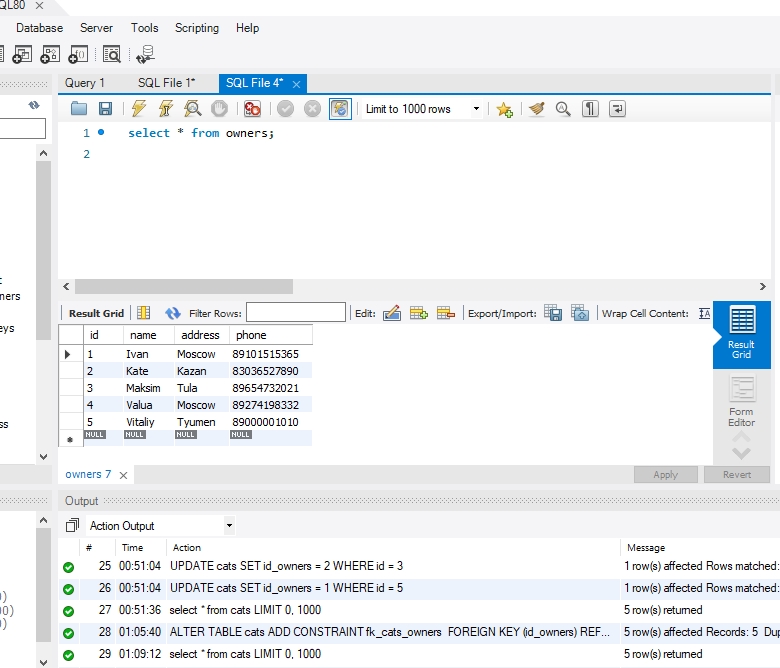 QL80
Database Server Tools Scripting Help
Query 1 SQL File 1* SQL File 4*
Limit to 1000 rows
1 select * from owners;
2
ners
eys
ss
Result Grid Filter Rows: Edit: Export/Import: Wrap Cell Content:
Result
Grid
Form
Editor
id name address phone
1 Ivan Moscow 89101515365
2 Kate Kazan 83036527890
3 Maksim Tula 89654732021
4 Valua Moscow 89274198332
5 Vitaliy Tyumen 89000001010
NULL NULL NULL NULL
owners 7 Apply Revert
Output
Action Output
# Time Action Message
25 00:51:04 UPDATE cats SET id_owners = 2 WHERE id = 3 1 row(s) affected Rows matched:
26 00:51:04 UPDATE cats SET id_owners = 1 WHERE id = 5 1 row(s) affected Rows matched:
27 00:51:36 select * from cats LIMIT 0, 1000 5 row(s) returned
28 01:05:40 ALTER TABLE cats ADD CONSTRAINT fk_cats_owners FOREIGN KEY (id_owners) REF... 5 row(s) affected Records: 5 Dup
29 01:09:12 select * from cats LIMIT 0, 1000 5 row(s) returned